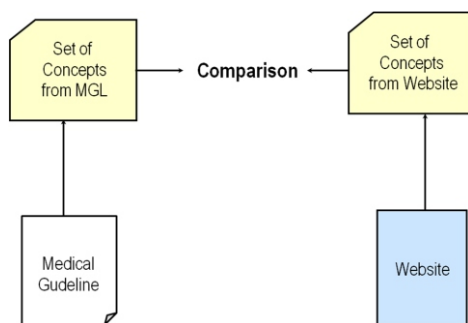 Set of
Concepts
from MGL
Comparison
Set of
Concepts
from Website
Medical
Gudeline
Website